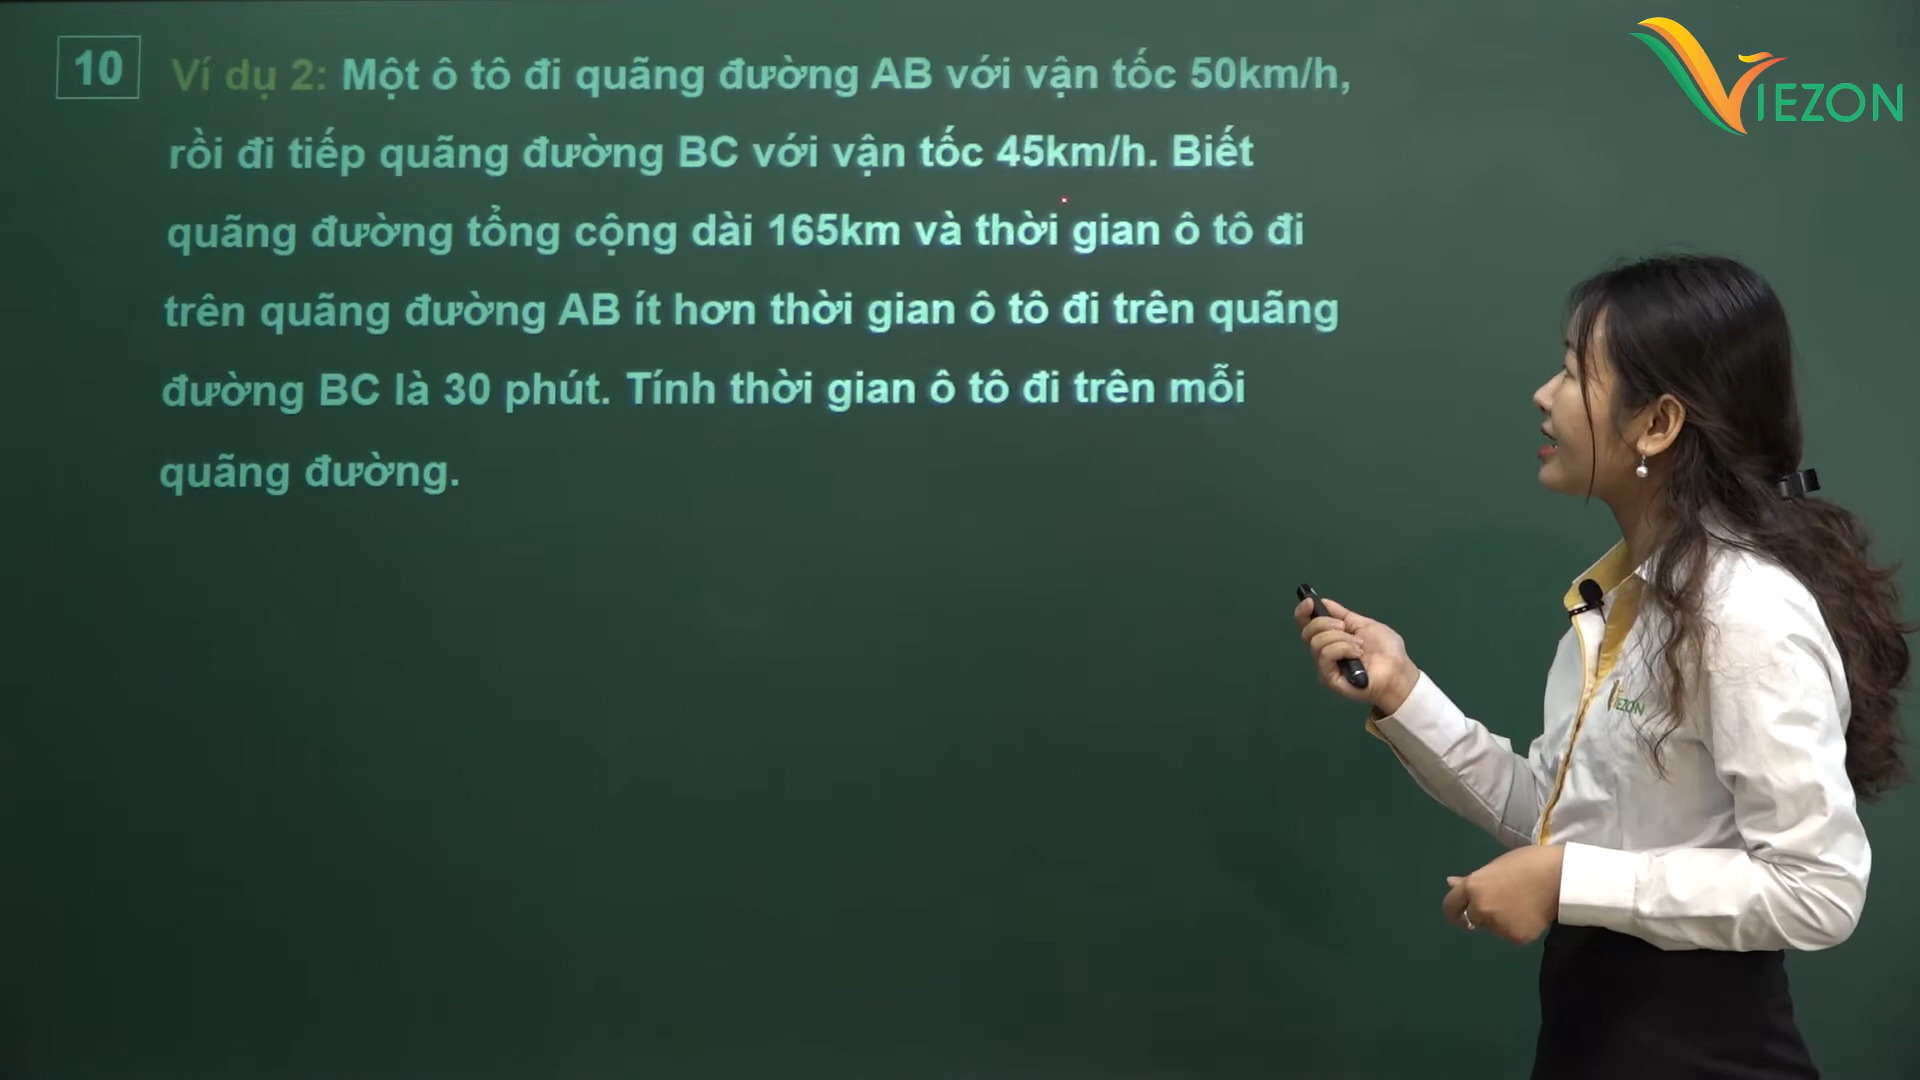 VIEZON
10
Ví dụ 2: Một ô tô đi quãng đường AB với vận tốc 50km/h,
rồi đi tiếp quãng đường BC với vận tốc 45km/h. Biết
quãng đường tổng cộng dài 165km và thời gian ô tô đi
trên quãng đường AB ít hơn thời gian ô tô đi trên quãng
đường BC là 30 phút. Tính thời gian ô tô đi trên mỗi
quãng đường.
VIEZON